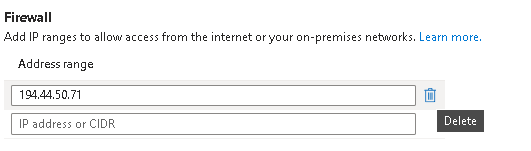 Firewall
Add IP ranges to allow access from the internet or your on-premises networks. Learn more.
Address range
194.44.50.71
IP address or CIDR
Delete